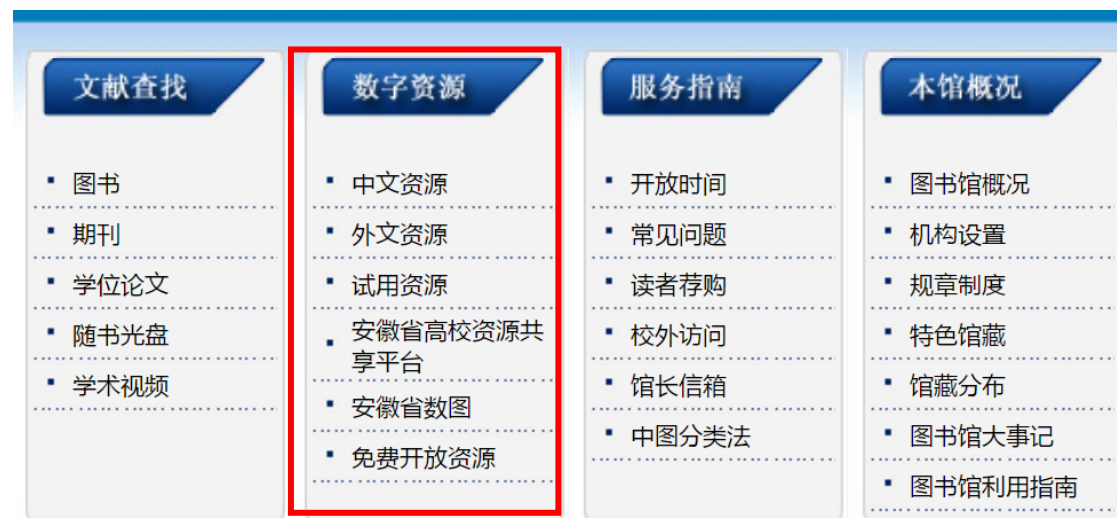 文献查找
图书
期刊
学位论文
随书光盘
学术视频
数字资源
中文资源
外文资源
试用资源
安徽省高校资源共
享平台
安徽省数图
免费开放资源
服务指南
开放时间
常见问题
读者荐购
校外访问
馆长信箱
中图分类法
本馆概况
图书馆概况
机构设置
规章制度
特色馆藏
馆藏分布
图书馆大事记
图书馆利用指南